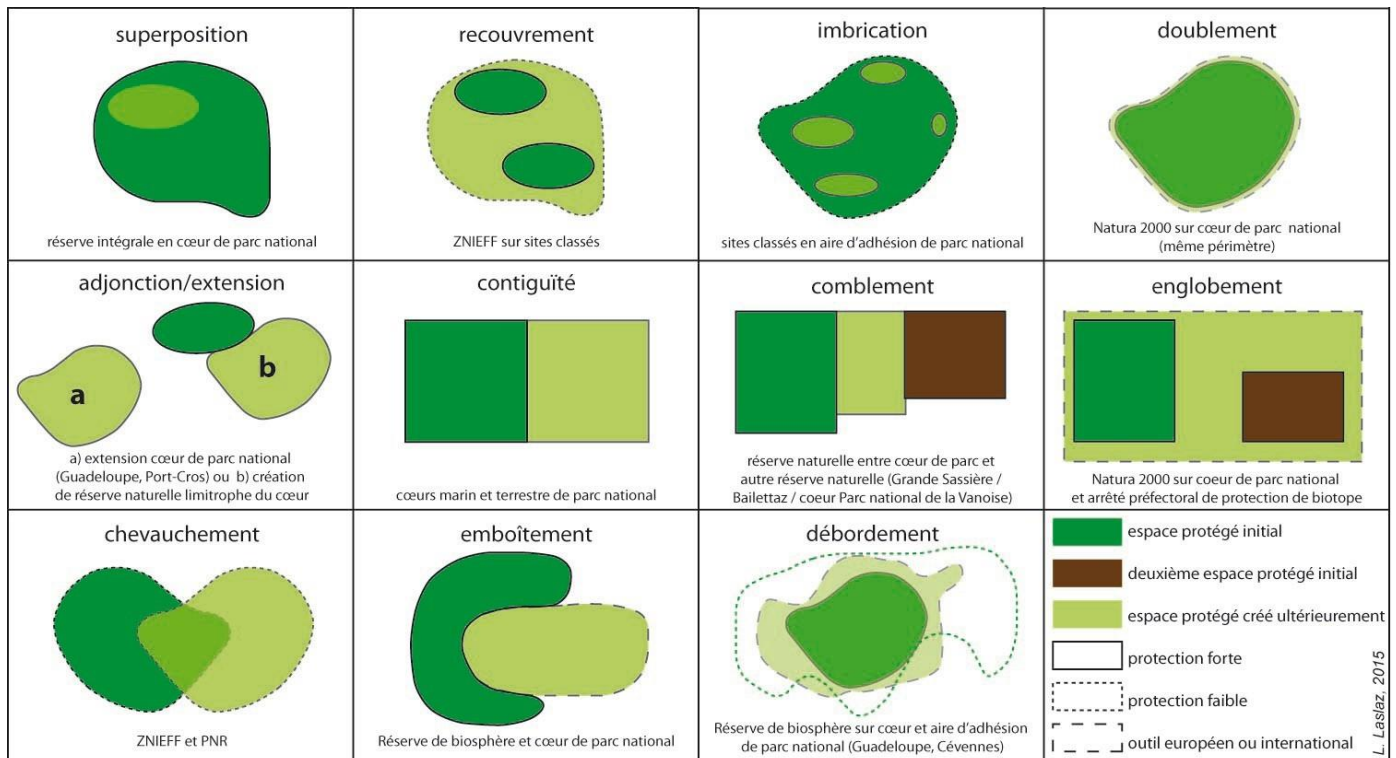 superposition
réserve intégrale en cœur de parc national
recouvrement
ZNIEFF sur sites classés
imbrication
sites classés en aire d'adhésion de parc national
doublement
Natura 2000 sur cœur de parc national
(même périmètre)
adjonction/extension
a
b
a) extension cœur de parc national
(Guadeloupe, Port-Cros) ou b) création
de réserve naturelle limitrophe du cœur
contiguïté
cœurs marin et terrestre de parc national
comblement
réserve naturelle entre cœur de parc et
autre réserve naturelle (Grande Sassière /
Bailettaz / coeur Parc national de la Vanoise)
englobement
Natura 2000 sur coeur de parc national
et arrêté préfectoral de protection de biotope
chevauchement
ZNIEFF et PNR
emboîtement
Réserve de biosphère et cœur de parc national
débordement
Réserve de biosphère sur cœur et aire d'adhésion
de parc national (Guadeloupe, Cévennes)
espace protégé initial
deuxième espace protégé initial
espace protégé créé ultérieurement
protection forte
protection faible
outil européen ou international
L. Laslaz, 2015